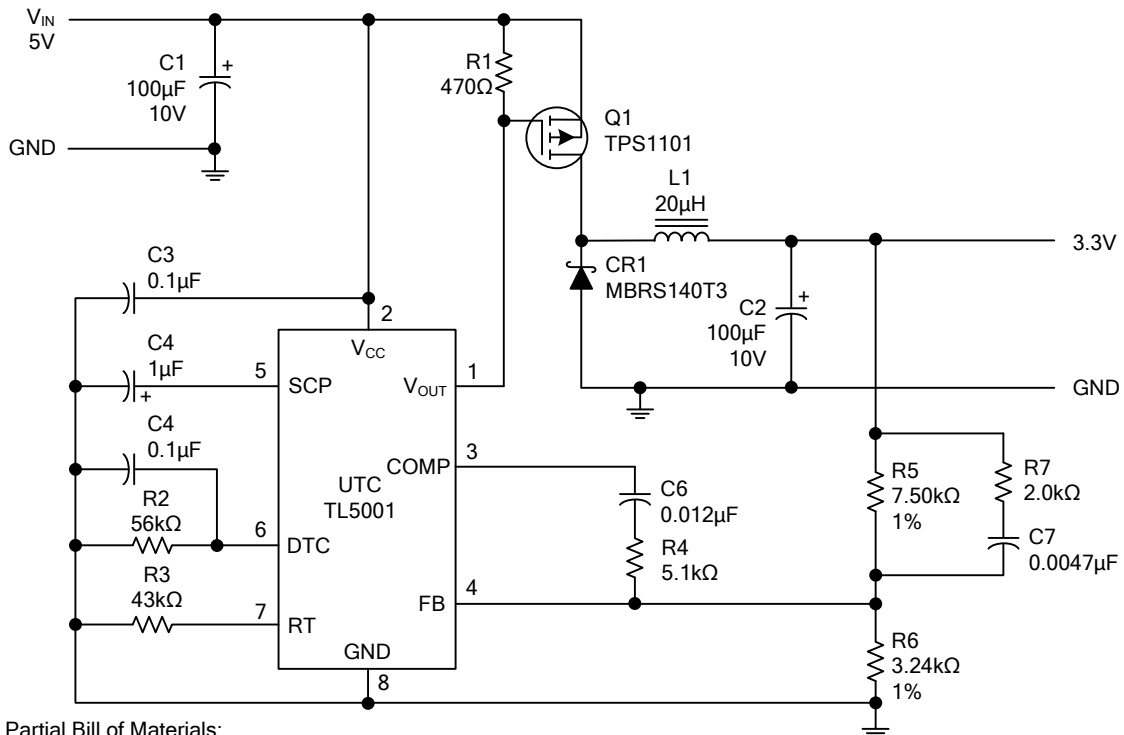 VIN
5V
C1
100µF
10V
GND
R1
470Ω
Q1
TPS1101
L1
20µH
3.3V
CR1
MBRS140T3
C2
100µF
10V
GND
C3
0.1µF
2
VCC
C4
1µF
5
SCP
VOUT
1
C4
0.1µF
COMP
3
UTC
TL5001
R2
56kΩ
6
DTC
C6
0.012µF
R4
5.1kΩ
R5
7.50kΩ
1%
R7
2.0kΩ
C7
0.0047µF
R3
43kΩ
7
RT
FB
4
GND
8
R6
3.24kΩ
1%
Partial Bill of Materials: